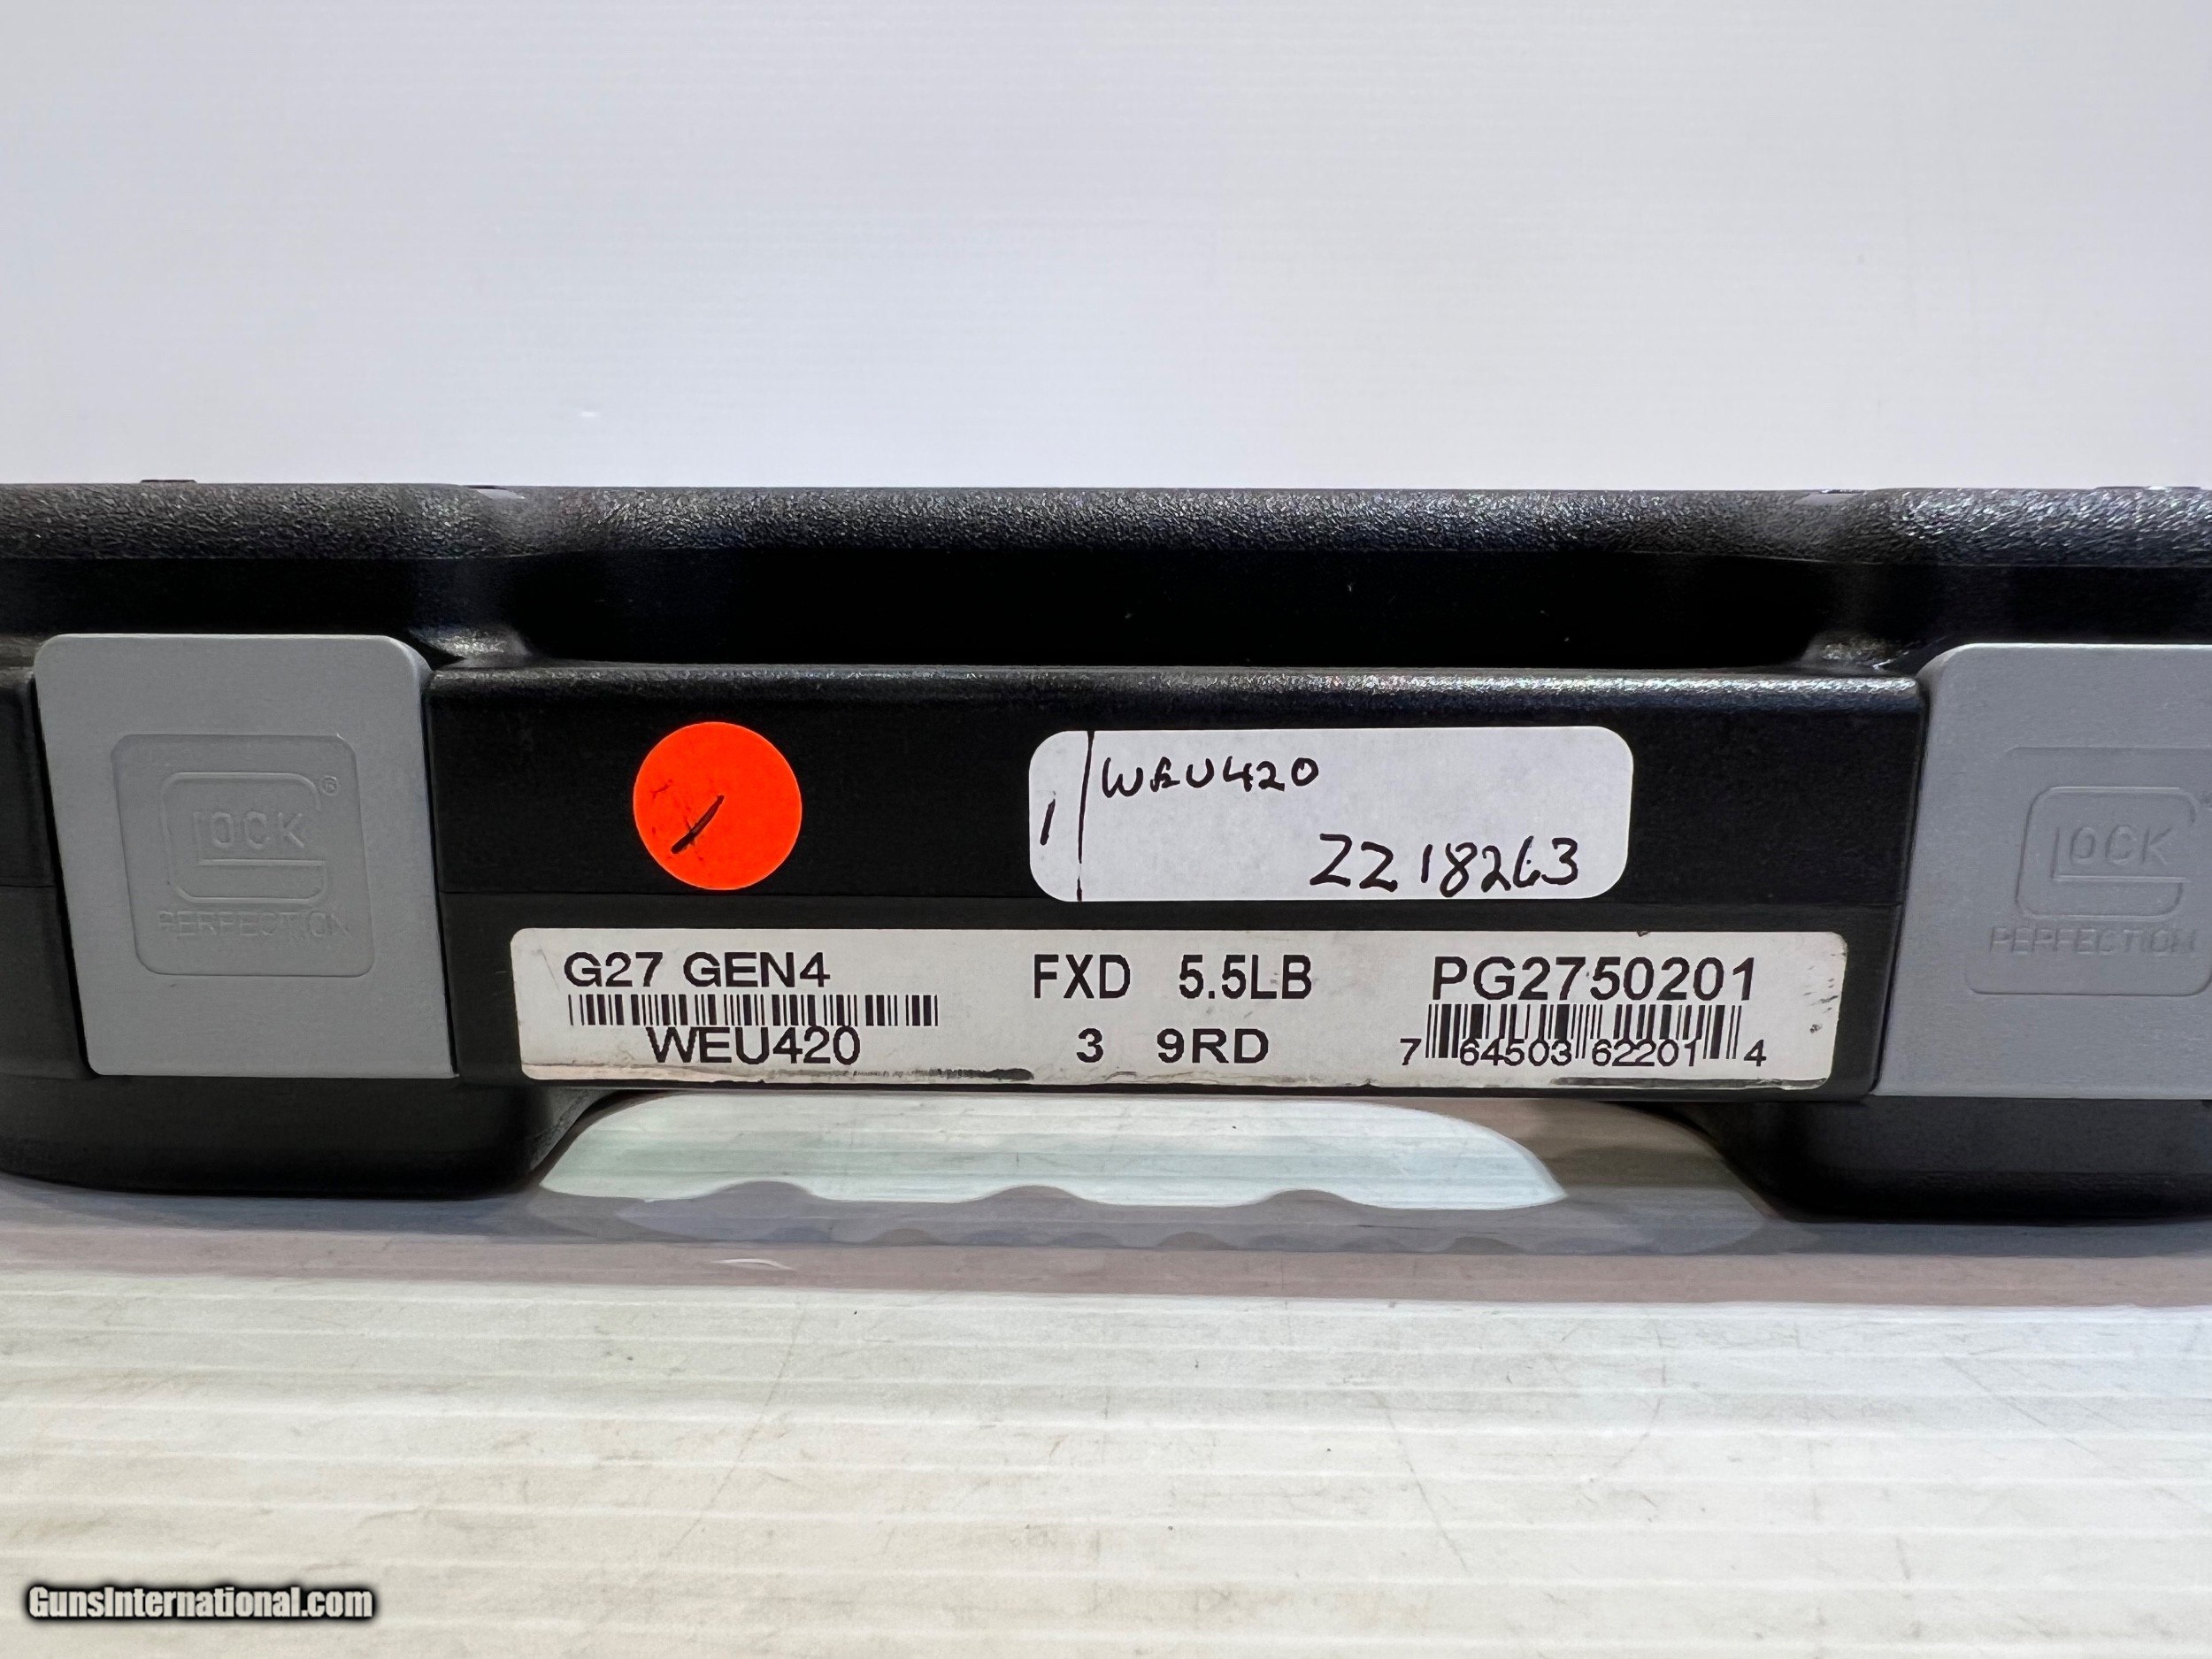 GLOCK®
PERFECTION
/
1 WEU420
2218263
GLOCK
PERFECTION
G27 GEN4 FXD 5.5LB PG2750201
WEU420 3 9RD 7 64503 62201 4
GunsInternational.com